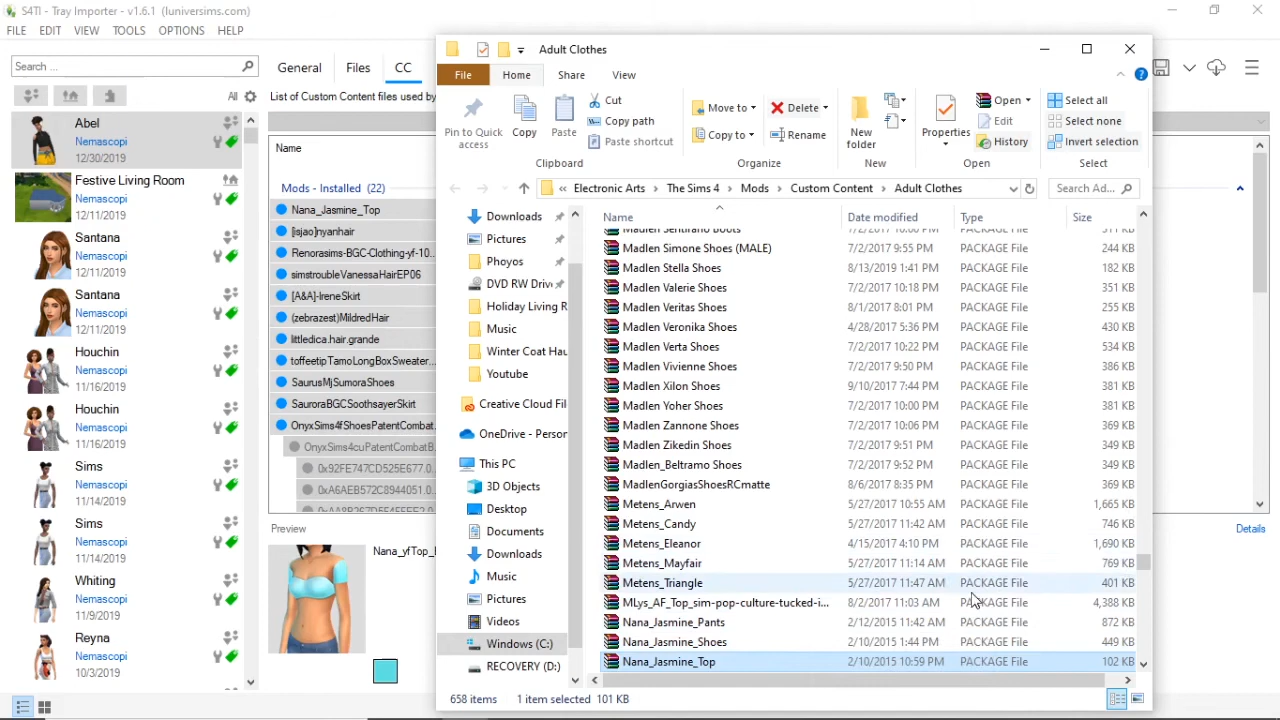 S4TI - Tray Importer - v1.6.1 (luniversims.com)
FILE EDIT VIEW TOOLS OPTIONS HELP
Search ...
All
Abel
Nemascopi
12/30/2019
Festive Living Room
Nemascopi
12/11/2019
Santana
Nemascopi
12/11/2019
Santana
Nemascopi
12/11/2019
Houchin
Nemascopi
11/16/2019
Houchin
Nemascopi
11/16/2019
Sims
Nemascopi
11/14/2019
Sims
Nemascopi
11/14/2019
Whiting
Nemascopi
11/9/2019
Reyna
Nemascopi
10/3/2019
General Files CC
List of Custom Content files used by
Name
Mods - Installed (22)
Nana_Jasmine_Top
[isjao]nyanhair
Renorasims-BGC-Clothing-yf-10...
simstroubleVanessaHairEP06
[A&A]-IreneSkirt
(zebrazest)MildredHair
littledica.hair.grande
toffeetipTainoLongBoxSweater...
SaurusMjSumoraShoes
SauroraBGCSoothsayerSkirt
OnyxSims4fShoesPatentCombat
OnyxSims4cuPatentCombatB
0x92FE747CD525E677.0
0xA6AEB572C8944051.0
Preview
Nana_yfTop_
Details
Adult Clothes
File Home Share View
Pin to Quick access
Copy
Paste
Cut
Copy path
Paste shortcut
Clipboard
Move to
Copy to
Delete
Rename
Organize
New folder
New
Properties
Open
Edit
History
Open
Select all
Select none
Invert selection
Select
« Electronic Arts > The Sims 4 > Mods > Custom Content > Adult Clothes
Search Ad...
Downloads
Pictures
Phoyos
DVD RW Driv
Holiday Living R
Music
Winter Coat Hau
Youtube
Creative Cloud Fil
OneDrive - Person
This PC
3D Objects
Desktop
Documents
Downloads
Music
Pictures
Videos
Windows (C:)
RECOVERY (D:)
Name Date modified Type Size
Madlen Simone Shoes (MALE) 7/2/2017 9:55 PM PACKAGE File 244 KB
Madlen Stella Shoes 8/13/2019 1:41 PM PACKAGE File 182 KB
Madlen Valerie Shoes 7/2/2017 10:18 PM PACKAGE File 351 KB
Madlen Veritas Shoes 8/1/2017 8:01 PM PACKAGE File 255 KB
Madlen Veronika Shoes 4/28/2017 5:36 PM PACKAGE File 430 KB
Madlen Verta Shoes 7/2/2017 10:22 PM PACKAGE File 534 KB
Madlen Vivienne Shoes 7/2/2017 9:50 PM PACKAGE File 386 KB
Madlen Xilon Shoes 9/10/2017 7:44 PM PACKAGE File 381 KB
Madlen Yoher Shoes 7/2/2017 10:00 PM PACKAGE File 381 KB
Madlen Zannone Shoes 7/2/2017 10:06 PM PACKAGE File 369 KB
Madlen Zikedin Shoes 7/2/2017 9:51 PM PACKAGE File 349 KB
Madlen_Beltramo Shoes 7/2/2017 9:52 PM PACKAGE File 349 KB
MadlenGorgiasShoesRCmatte 8/6/2017 8:35 PM PACKAGE File 369 KB
Metens_Arwen 5/27/2017 10:55 AM PACKAGE File 1,665 KB
Metens_Candy 5/27/2017 11:42 AM PACKAGE File 746 KB
Metens_Eleanor 4/15/2017 4:10 PM PACKAGE File 1,690 KB
Metens_Mayfair 5/27/2017 11:14 AM PACKAGE File 769 KB
Metens_Triangle 5/27/2017 11:47 AM PACKAGE File 401 KB
MLys_AF_Top_sim-pop-culture-tucked-i... 8/2/2017 11:03 AM PACKAGE File 4,388 KB
Nana_Jasmine_Pants 2/12/2015 11:42 AM PACKAGE File 872 KB
Nana_Jasmine_Shoes 2/10/2015 1:44 PM PACKAGE File 449 KB
Nana_Jasmine_Top 2/10/2015 10:59 PM PACKAGE File 102 KB
658 items 1 item selected 101 KB